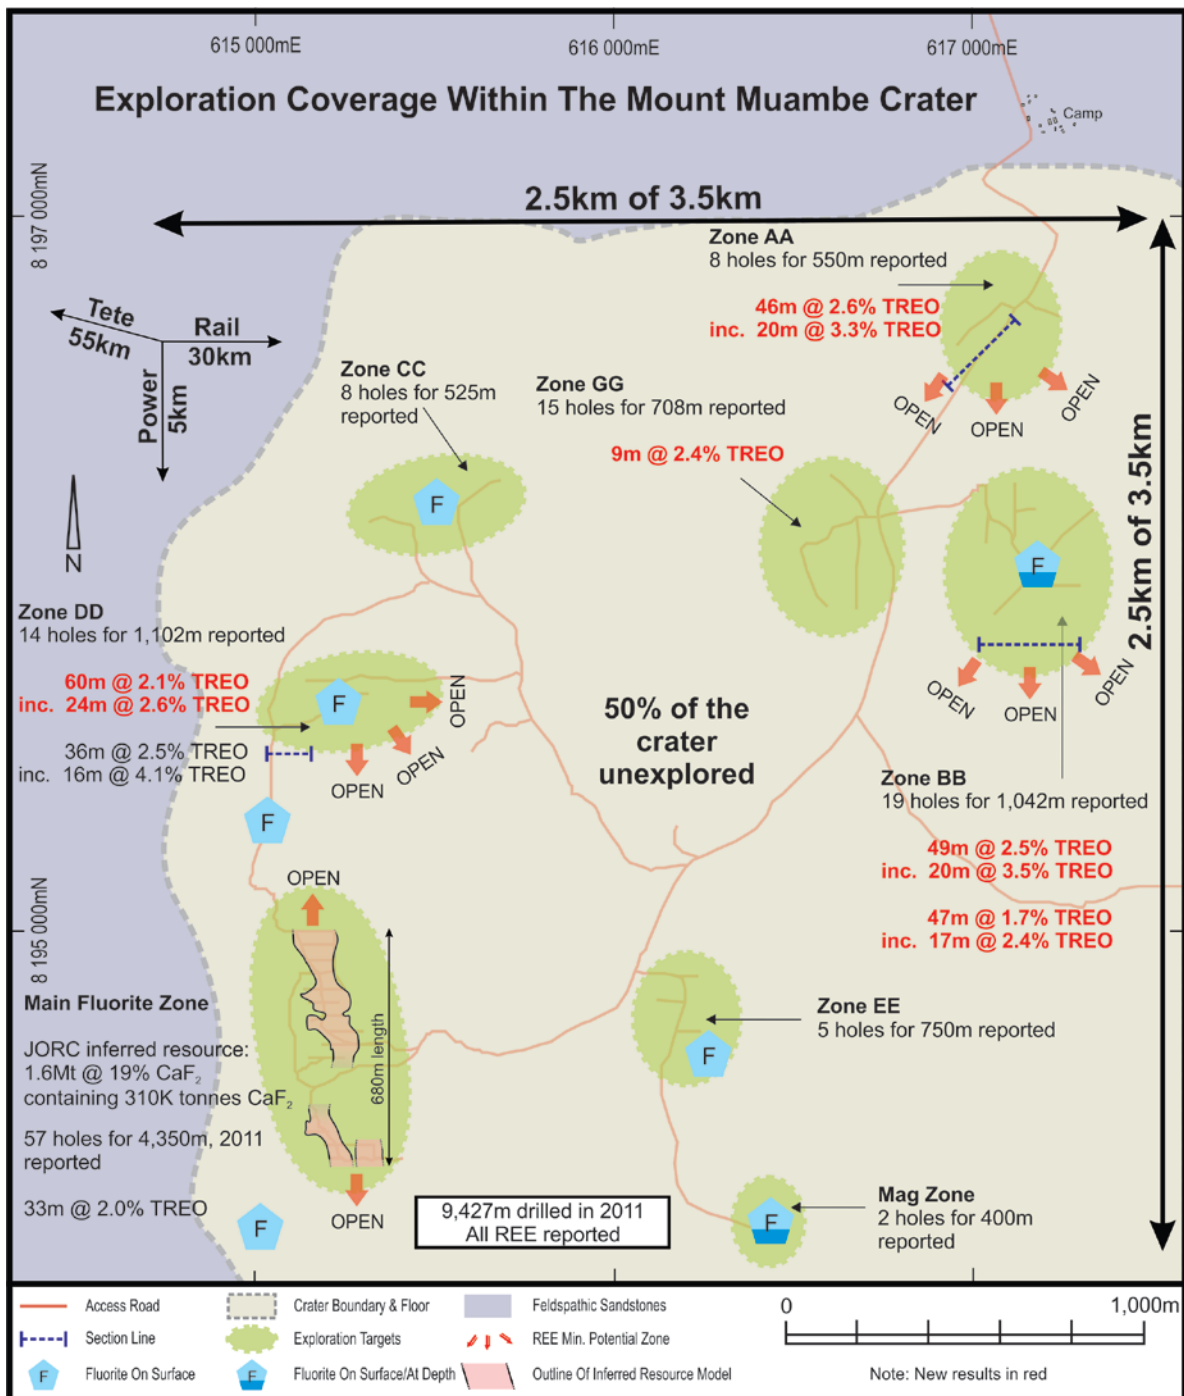 615 000mE
616 000mE
617 000mE
Exploration Coverage Within The Mount Muambe Crater
Camp
8 197 000mN
2.5km of 3.5km
Zone AA
8 holes for 550m reported
46m @ 2.6% TREO
inc. 20m @ 3.3% TREO
OPEN
OPEN
OPEN
Tete
55km
Rail
30km
Power
5km
N
Zone CC
8 holes for 525m
reported
F
Zone GG
15 holes for 708m reported
9m @ 2.4% TREO
2.5km of 3.5km
F
OPEN
OPEN
OPEN
Zone DD
14 holes for 1,102m reported
60m @ 2.1% TREO
inc. 24m @ 2.6% TREO
36m @ 2.5% TREO
inc. 16m @ 4.1% TREO
F
OPEN
OPEN
OPEN
F
50% of the
crater
unexplored
Zone BB
19 holes for 1,042m reported
49m @ 2.5% TREO
inc. 20m @ 3.5% TREO
47m @ 1.7% TREO
inc. 17m @ 2.4% TREO
8 195 000mN
OPEN
680m length
OPEN
Main Fluorite Zone
JORC inferred resource:
1.6Mt @ 19% CaF₂
containing 310K tonnes CaF₂
57 holes for 4,350m, 2011
reported
33m @ 2.0% TREO
F
Zone EE
5 holes for 750m reported
F
Mag Zone
2 holes for 400m
reported
F
9,427m drilled in 2011
All REE reported
Access Road
Crater Boundary & Floor
Feldspathic Sandstones
Section Line
Exploration Targets
REE Min. Potential Zone
F
Fluorite On Surface
F
Fluorite On Surface/At Depth
Outline Of Inferred Resource Model
0
1,000m
Note: New results in red